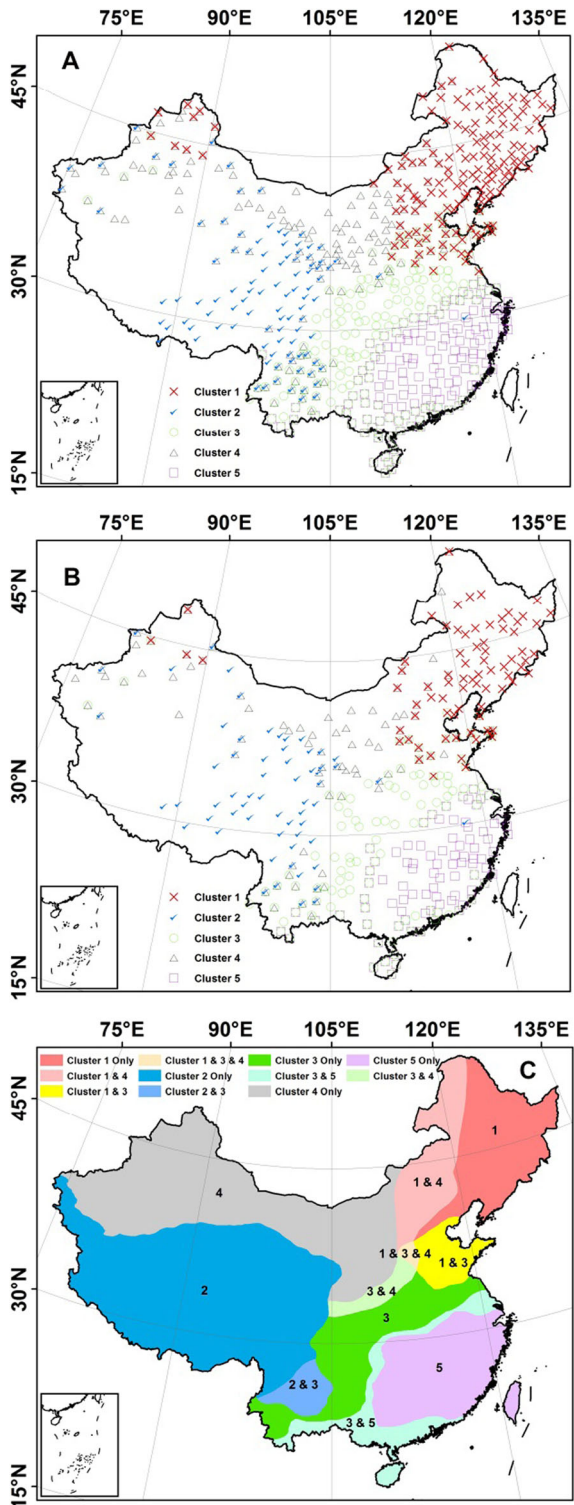 75°E 90°E 105°E 120°E 135°E
A
45°N
30°N
15°N
Cluster 1
Cluster 2
Cluster 3
Cluster 4
Cluster 5
75°E 90°E 105°E 120°E 135°E
B
45°N
30°N
15°N
Cluster 1
Cluster 2
Cluster 3
Cluster 4
Cluster 5
75°E 90°E 105°E 120°E 135°E
Cluster 1 Only Cluster 1 & 3 & 4 Cluster 3 Only Cluster 5 Only
C
Cluster 1 & 4 Cluster 2 Only Cluster 3 & 5 Cluster 3 & 4
Cluster 1 & 3 Cluster 2 & 3 Cluster 4 Only
45°N
1
1 & 4
4
1 & 3 & 4
1 & 3
2
3 & 4
30°N
3
5
2 & 3
3 & 5
15°N